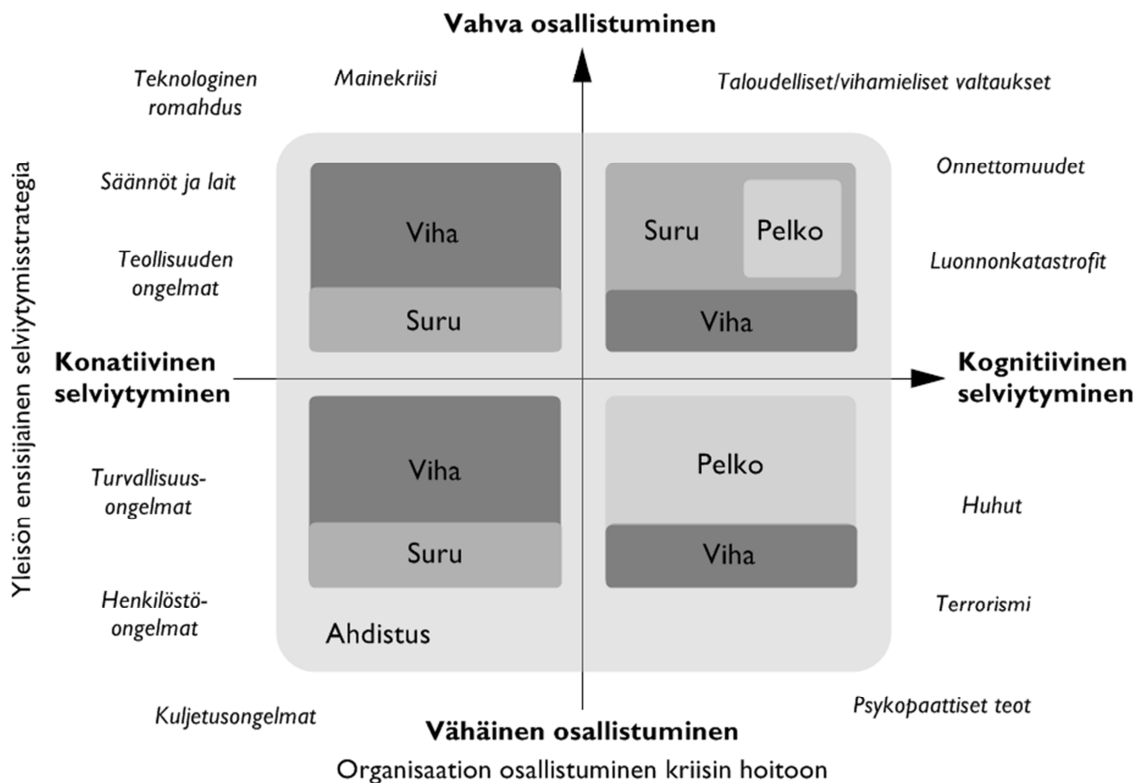 Vahva osallistuminen
Teknologinen
romahdus
Mainekriisi
Taloudelliset/vihamieliset valtaukset
Yleisön ensisijainen selviytymisstrategia
Säännöt ja lait
Teollisuuden
ongelmat
Viha
Suru
Suru
Pelko
Viha
Onnettomuudet
Luonnonkatastrofit
Konatiivinen
selviytyminen
Kognitiivinen
selviytyminen
Turvallisuus-
ongelmat
Henkilöstö-
ongelmat
Viha
Suru
Ahdistus
Pelko
Viha
Huhut
Terrorismi
Kuljetusongelmat
Psykopaattiset teot
Vähäinen osallistuminen
Organisaation osallistuminen kriisin hoitoon